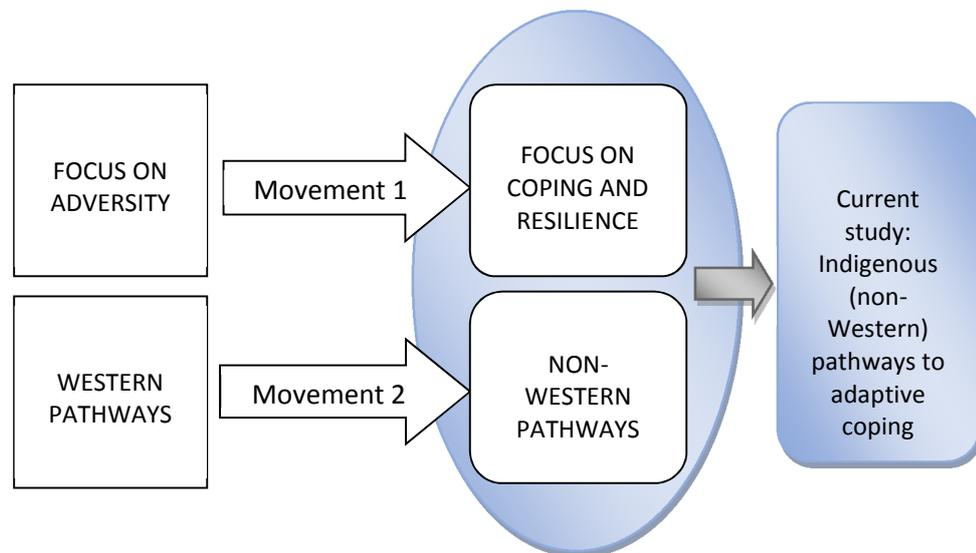 FOCUS ON
ADVERSITY
Movement 1
FOCUS ON
COPING AND
RESILIENCE
WESTERN
PATHWAYS
Movement 2
NON-
WESTERN
PATHWAYS
Current
study:
Indigenous
(non-
Western)
pathways to
adaptive
coping